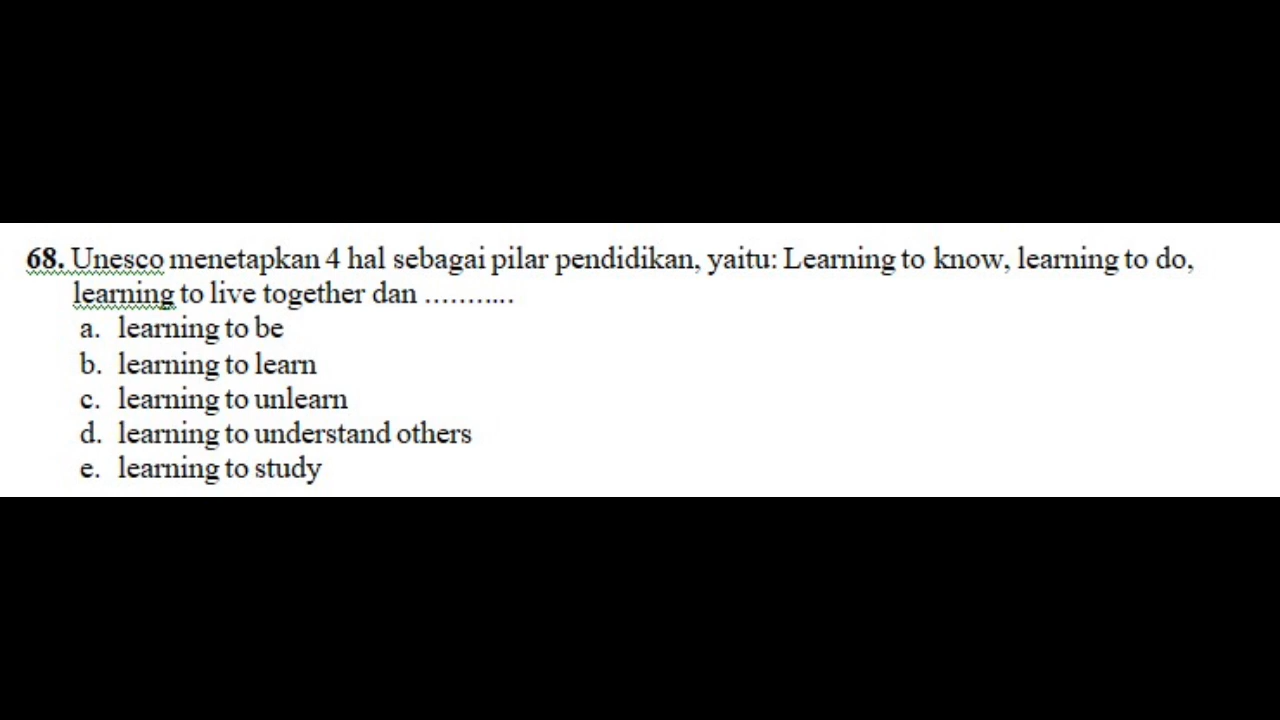 68. Unesco menetapkan 4 hal sebagai pilar pendidikan, yaitu: Learning to know, learning to do,
learning to live together dan ...........
a. learning to be
b. learning to learn
c. learning to unlearn
d. learning to understand others
e. learning to study